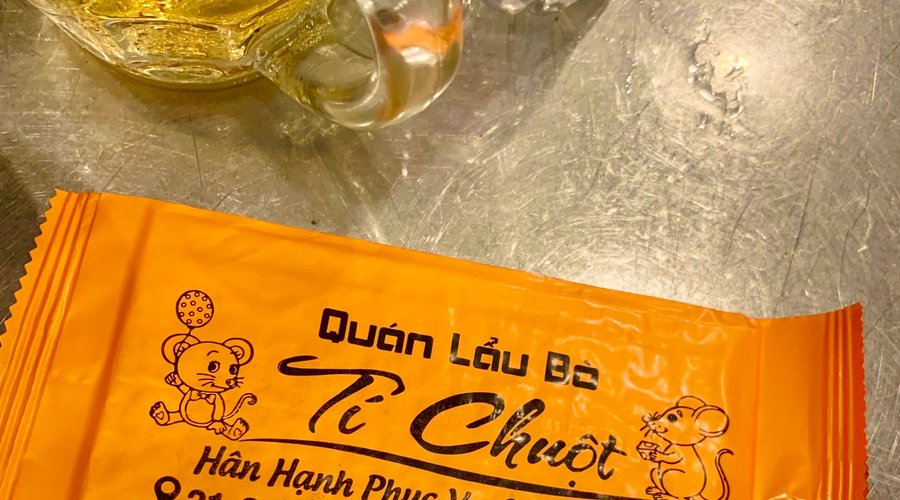 Quán Lẩu Bò
Tí Chuột
Hân Hạnh Phục